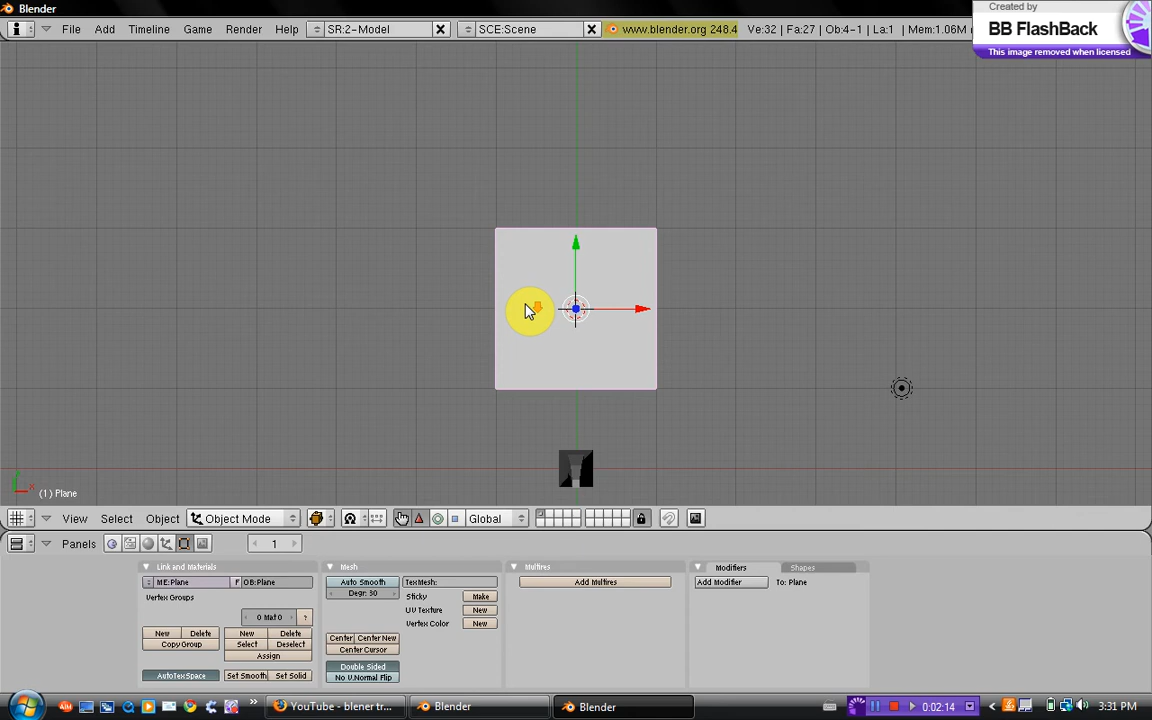 Blender
Created by
BB FlashBack
This image removed when licensed
File Add Timeline Game Render Help SR:2-Model SCE:Scene www.blender.org 248.4 Ve:32 | Fa:27 | Ob:4-1 | La:1 | Mem:1.06M
(1) Plane
View Select Object Object Mode Global
Panels 1
Link and Materials Mesh Multires Modifiers Shapes
ME:Plane F OB:Plane Auto Smooth TexMesh: Add Multires Add Modifier To: Plane
Vertex Groups Degr: 30 Sticky Make
UV Texture New
0 Mat 0 ? Vertex Color New
New Delete New Delete Center Center New
Copy Group Select Deselect Center Cursor
Assign
Double Sided
AutoTexSpace Set Smooth Set Solid No V.Normal Flip
YouTube - blener tr... Blender Blender 0:02:14 3:31 PM